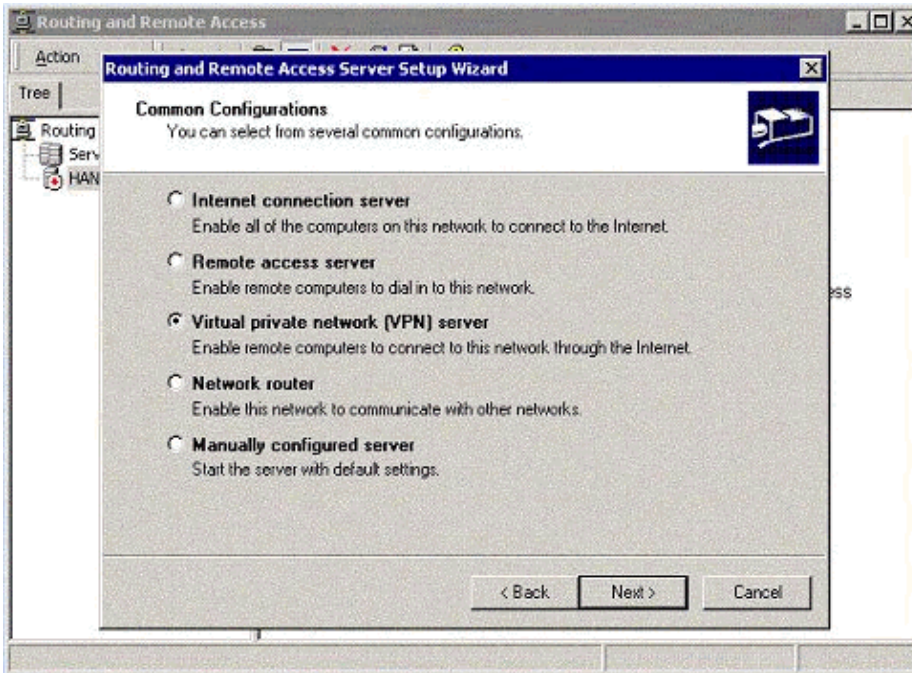 Routing and Remote Access
Action
Tree
Routing
Serv
HAN
ess
Routing and Remote Access Server Setup Wizard
Common Configurations
You can select from several common configurations.
Internet connection server
Enable all of the computers on this network to connect to the Internet.
Remote access server
Enable remote computers to dial in to this network.
Virtual private network (VPN) server
Enable remote computers to connect to this network through the Internet.
Network router
Enable this network to communicate with other networks.
Manually configured server
Start the server with default settings.
< Back Next > Cancel